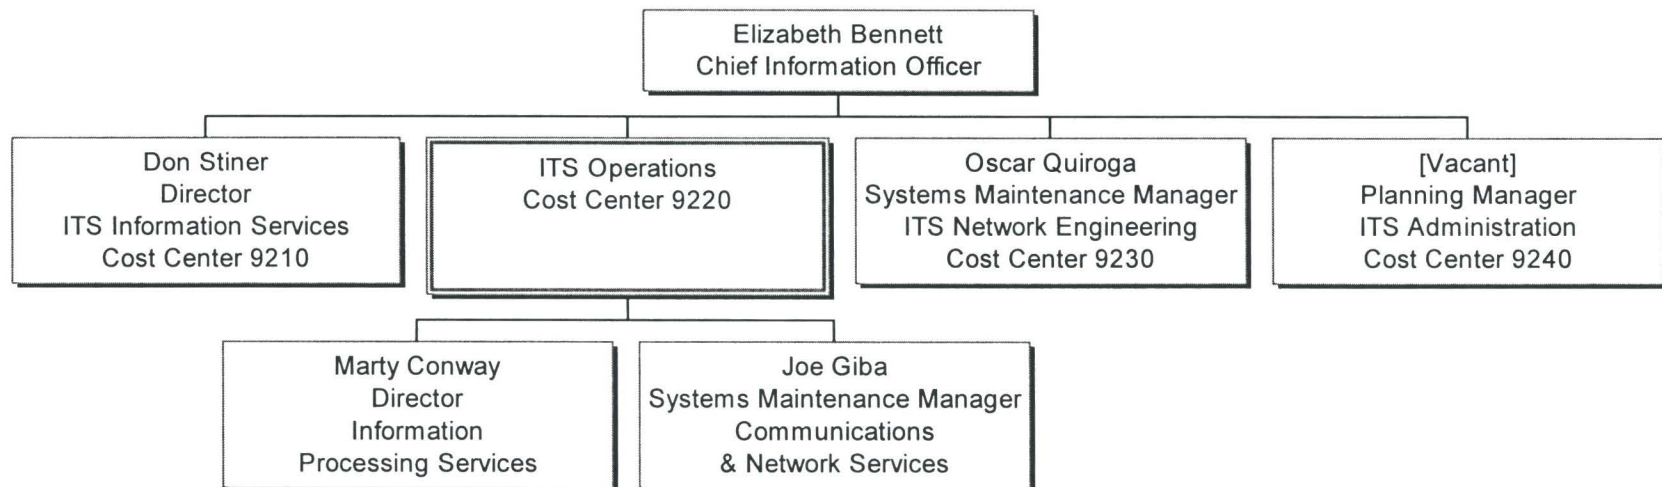 Elizabeth Bennett
Chief Information Officer
Don Stiner
Director
ITS Information Services
Cost Center 9210
ITS Operations
Cost Center 9220
Oscar Quiroga
Systems Maintenance Manager
ITS Network Engineering
Cost Center 9230
[Vacant]
Planning Manager
ITS Administration
Cost Center 9240
Marty Conway
Director
Information
Processing Services
Joe Giba
Systems Maintenance Manager
Communications
& Network Services